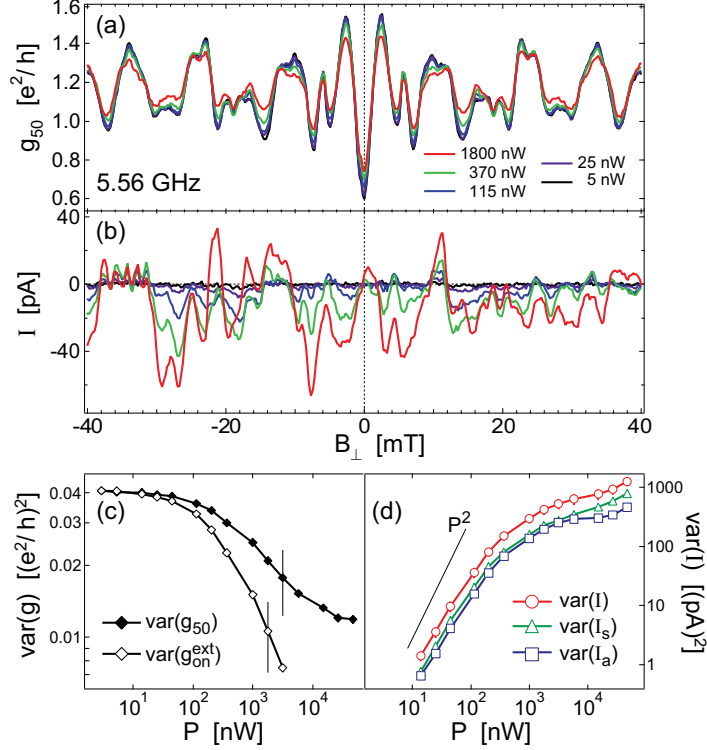 (a)
1.6
1.4
1.2
1.0
0.8
0.6
g50 [e²/h]
5.56 GHz
1800 nW
370 nW
115 nW
25 nW
5 nW
(b)
40
0
-40
I [pA]
-40
-20
0
20
40
B⊥ [mT]
(c)
0.04
0.03
0.02
0.01
var(g) [(e²/h)²]
var(g50)
var(g_on^ext)
10¹
10²
10³
10⁴
P [nW]
(d)
P²
var(I)
var(Is)
var(Ia)
1000
100
10
1
var(I) [(pA)²]
10¹
10²
10³
10⁴
P [nW]